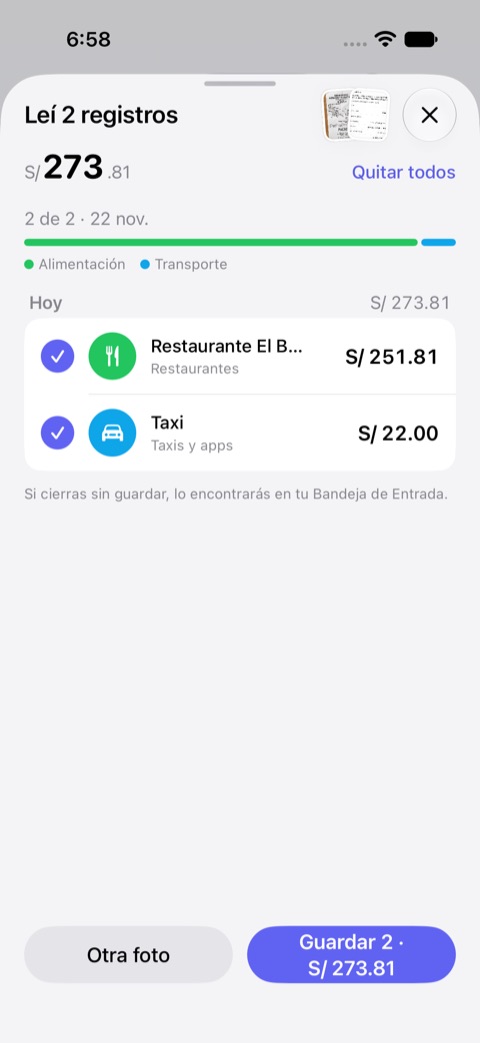 6:58
Leí 2 registros
S/273.81
Quitar todos
2 de 2 · 22 nov.
Alimentación
Transporte
Hoy
S/ 273.81
Restaurante El B...
S/ 251.81
Restaurantes
Taxi
S/ 22.00
Taxis y apps
Si cierras sin guardar, lo encontrarás en tu Bandeja de Entrada.
Otra foto
Guardar 2 ·
S/ 273.81